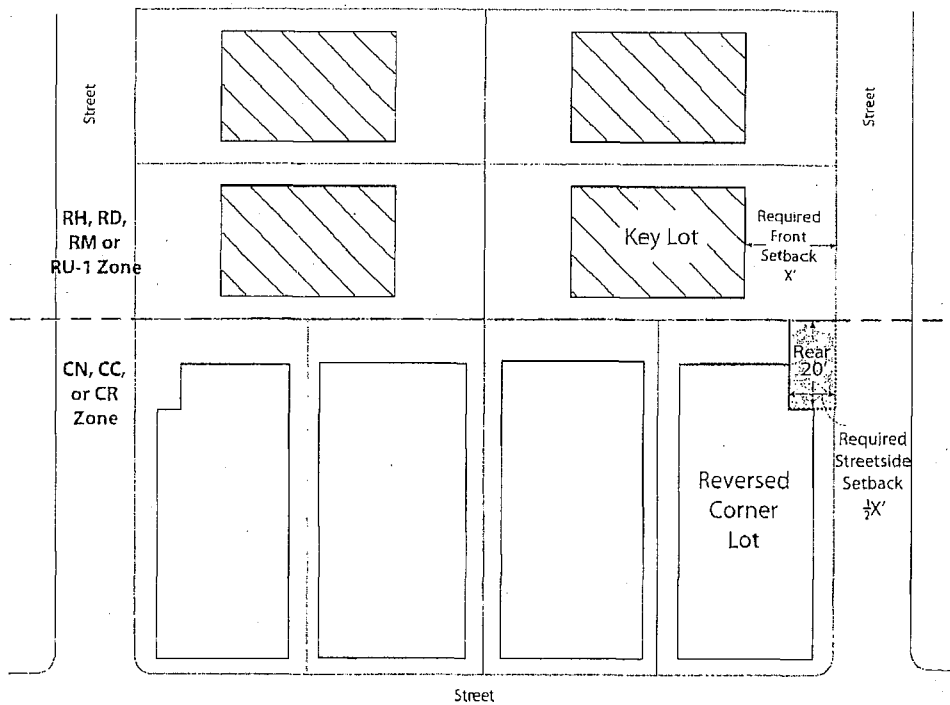 Street
Street
RH, RD,
RM or
RU-1 Zone
Key Lot
Required
Front
Setback
X'
CN, CC,
or CR
Zone
Rear
20'
Required
Streetside
Setback
½X'
Reversed
Corner
Lot
Street